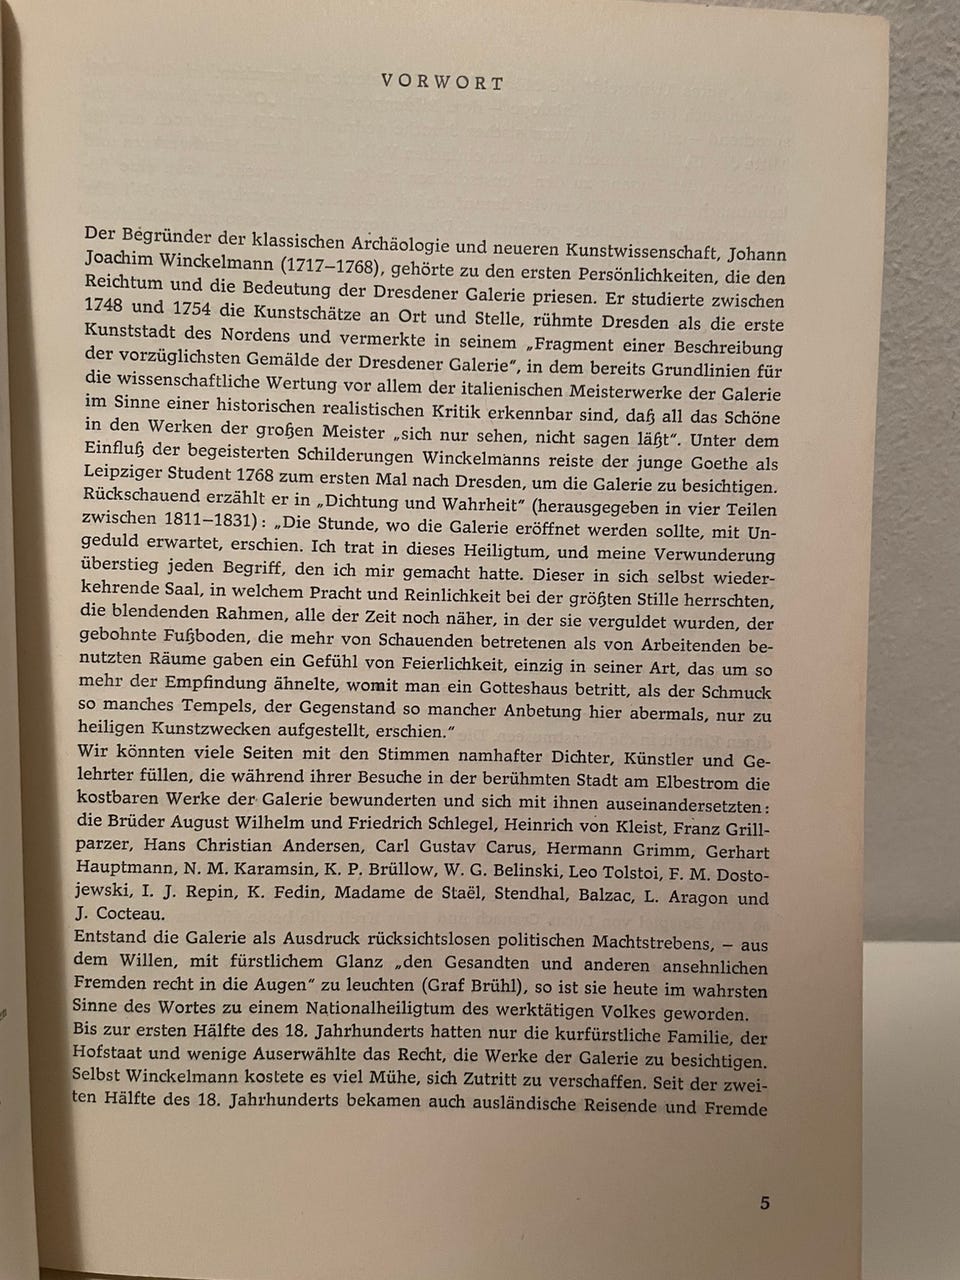 VORWORT
Der Begründer der klassischen Archäologie und neueren Kunstwissenschaft, Johann
Joachim Winckelmann (1717–1768), gehörte zu den ersten Persönlichkeiten, die den
Reichtum und die Bedeutung der Dresdener Galerie priesen. Er studierte zwischen
1748 und 1754 die Kunstschätze an Ort und Stelle, rühmte Dresden als die erste
Kunststadt des Nordens und vermerkte in seinem „Fragment einer Beschreibung
der vorzüglichsten Gemälde der Dresdener Galerie“, in dem bereits Grundlinien für
die wissenschaftliche Wertung vor allem der italienischen Meisterwerke der Galerie
im Sinne einer historischen realistischen Kritik erkennbar sind, daß all das Schöne
in den Werken der großen Meister „sich nur sehen, nicht sagen läßt“. Unter dem
Einfluß der begeisterten Schilderungen Winckelmanns reiste der junge Goethe als
Leipziger Student 1768 zum ersten Mal nach Dresden, um die Galerie zu besichtigen.
Rückschauend erzählt er in „Dichtung und Wahrheit“ (herausgegeben in vier Teilen
zwischen 1811–1831): „Die Stunde, wo die Galerie eröffnet werden sollte, mit Un-
geduld erwartet, erschien. Ich trat in dieses Heiligtum, und meine Verwunderung
überstieg jeden Begriff, den ich mir gemacht hatte. Dieser in sich selbst wieder-
kehrende Saal, in welchem Pracht und Reinlichkeit bei der größten Stille herrschten,
die blendenden Rahmen, alle der Zeit noch näher, in der sie verguldet wurden, der
gebohnte Fußboden, die mehr von Schauenden betretenen als von Arbeitenden be-
nutzten Räume gaben ein Gefühl von Feierlichkeit, einzig in seiner Art, das um so
mehr der Empfindung ähnelte, womit man ein Gotteshaus betritt, als der Schmuck
so manches Tempels, der Gegenstand so mancher Anbetung hier abermals, nur zu
heiligen Kunstzwecken aufgestellt, erschien.“
Wir könnten viele Seiten mit den Stimmen namhafter Dichter, Künstler und Ge-
lehrter füllen, die während ihrer Besuche in der berühmten Stadt am Elbestrom die
kostbaren Werke der Galerie bewunderten und sich mit ihnen auseinandersetzten:
die Brüder August Wilhelm und Friedrich Schlegel, Heinrich von Kleist, Franz Grill-
parzer, Hans Christian Andersen, Carl Gustav Carus, Hermann Grimm, Gerhart
Hauptmann, N. M. Karamsin, K. P. Brüllow, W. G. Belinski, Leo Tolstoi, F. M. Dosto-
jewski, I. J. Repin, K. Fedin, Madame de Staël, Stendhal, Balzac, L. Aragon und
J. Cocteau.
Entstand die Galerie als Ausdruck rücksichtslosen politischen Machtstrebens, – aus
dem Willen, mit fürstlichem Glanz „den Gesandten und anderen ansehnlichen
Fremden recht in die Augen“ zu leuchten (Graf Brühl), so ist sie heute im wahrsten
Sinne des Wortes zu einem Nationalheiligtum des werktätigen Volkes geworden.
Bis zur ersten Hälfte des 18. Jahrhunderts hatten nur die kurfürstliche Familie, der
Hofstaat und wenige Auserwählte das Recht, die Werke der Galerie zu besichtigen.
Selbst Winckelmann kostete es viel Mühe, sich Zutritt zu verschaffen. Seit der zwei-
ten Hälfte des 18. Jahrhunderts bekamen auch ausländische Reisende und Fremde
5